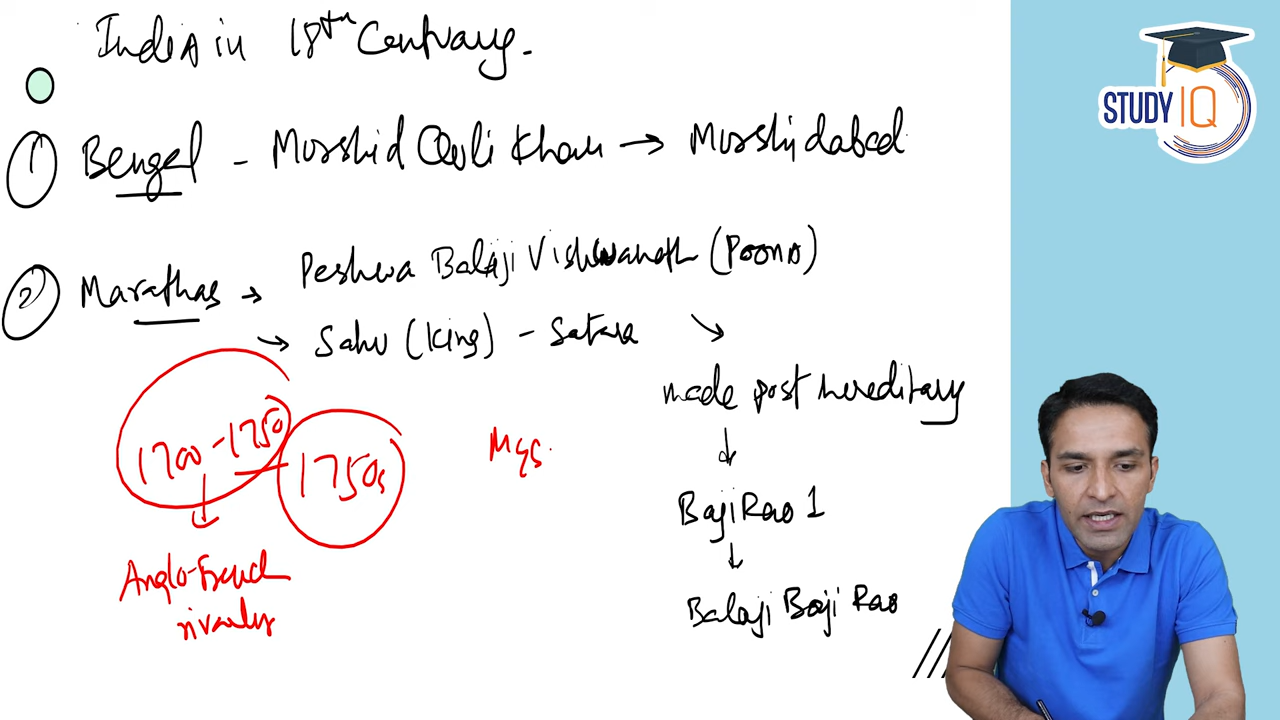 India in 18th Century.
STUDY IQ
1 Bengal - Murshid Quli Khan → Murshidabad
2 Marathas → Peshwa Balaji Vishwanath (Poona)
→ Sahu (King) - Satara
made post hereditary
1700-1750
1750s
Mys
Baji Rao 1
Anglo-French
rivalry
Balaji Baji Rao